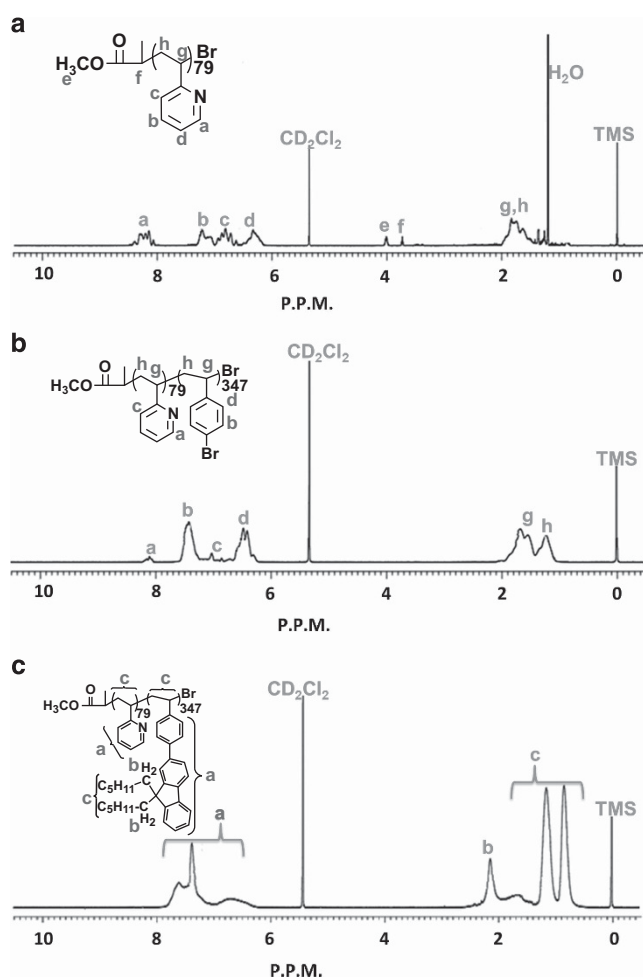 a
O
H₃CO
e
f
h
g
Br
79
c
N
b
a
d
CD₂Cl₂
H₂O
TMS
a
b
c
d
e
f
g,h
10
8
6
4
2
0
P.P.M.
b
O
H₃CO
h
g
h
g
Br
79
347
c
N
a
d
b
Br
CD₂Cl₂
TMS
a
b
c
d
g
h
10
8
6
4
2
0
P.P.M.
c
c
c
O
H₃CO
Br
79
347
N
a
b
H₂
C₅H₁₁-C
c
C₅H₁₁-C
b
H₂
a
CD₂Cl₂
TMS
a
b
c
10
8
6
4
2
0
P.P.M.